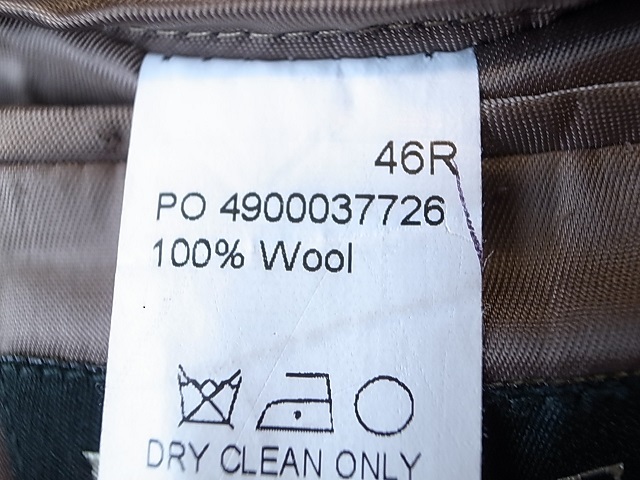 46R
PO 4900037726
100% Wool
DRY CLEAN ONLY